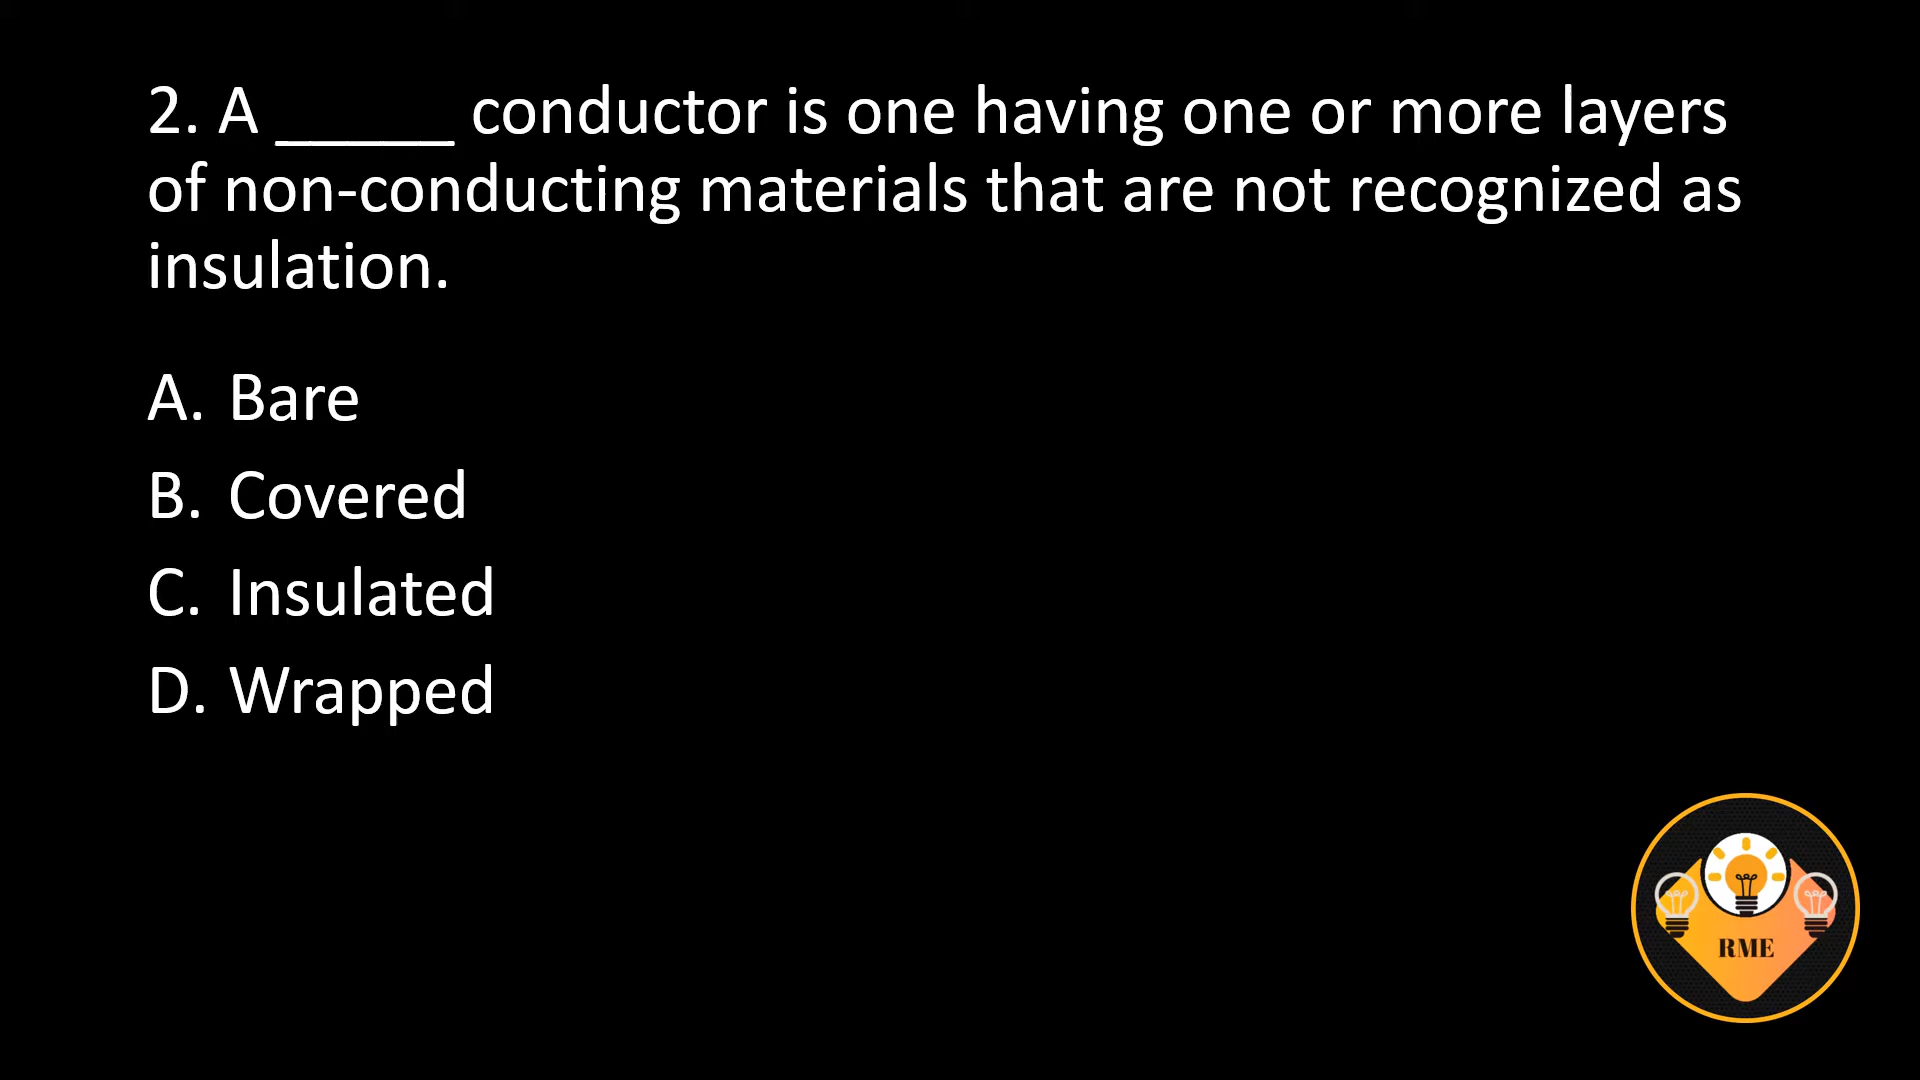 2. A _____ conductor is one having one or more layers
of non-conducting materials that are not recognized as
insulation.
A. Bare
B. Covered
C. Insulated
D. Wrapped
RME